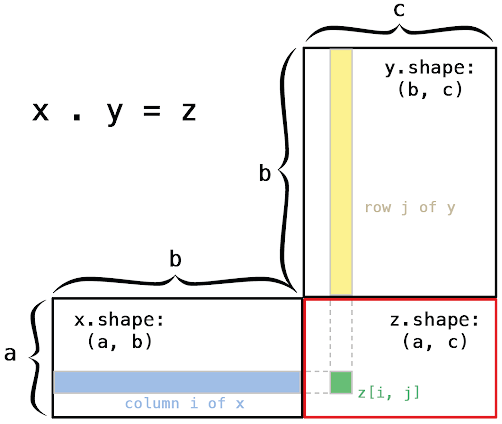 c
y.shape:
(b, c)
x . y = z
b
row j of y
b
x.shape:
(a, b)
z.shape:
(a, c)
a
z[i, j]
column i of x